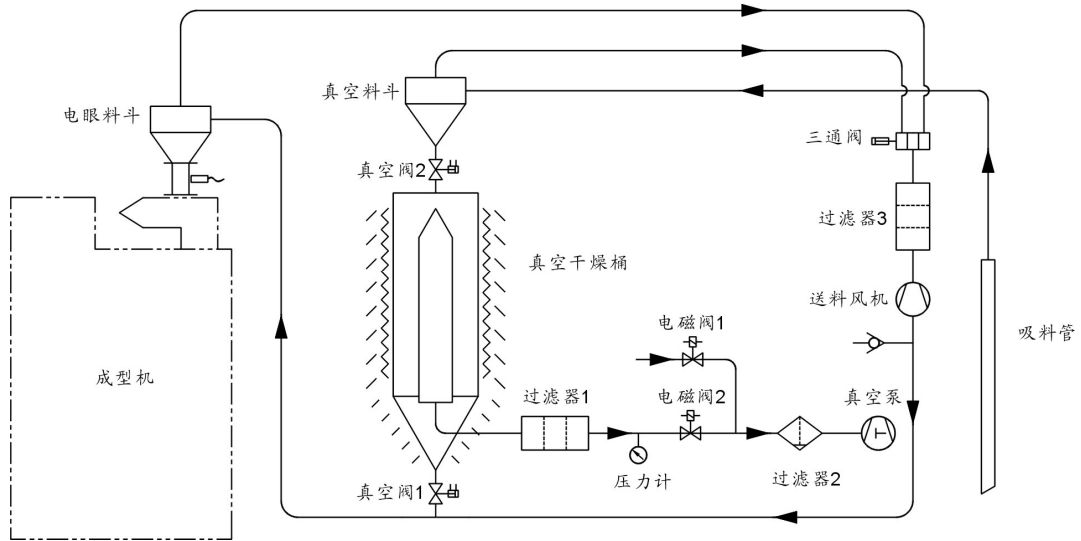 真空料斗
电眼料斗
三通阀
真空阀2
过滤器3
真空干燥桶
送料风机
电磁阀1
吸料管
成型机
过滤器1
电磁阀2
真空泵
压力计
过滤器2
真空阀1